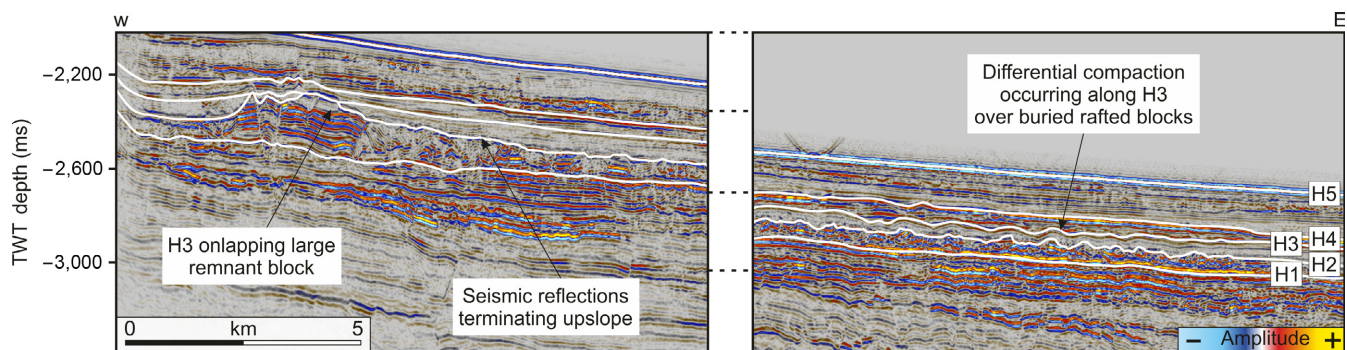 W
E
−2,200
−2,600
−3,000
TWT depth (ms)
H3 onlapping large
remnant block
Seismic reflections
terminating upslope
0 km 5
Differential compaction
occurring along H3
over buried rafted blocks
H5
H4
H3
H2
H1
− Amplitude +